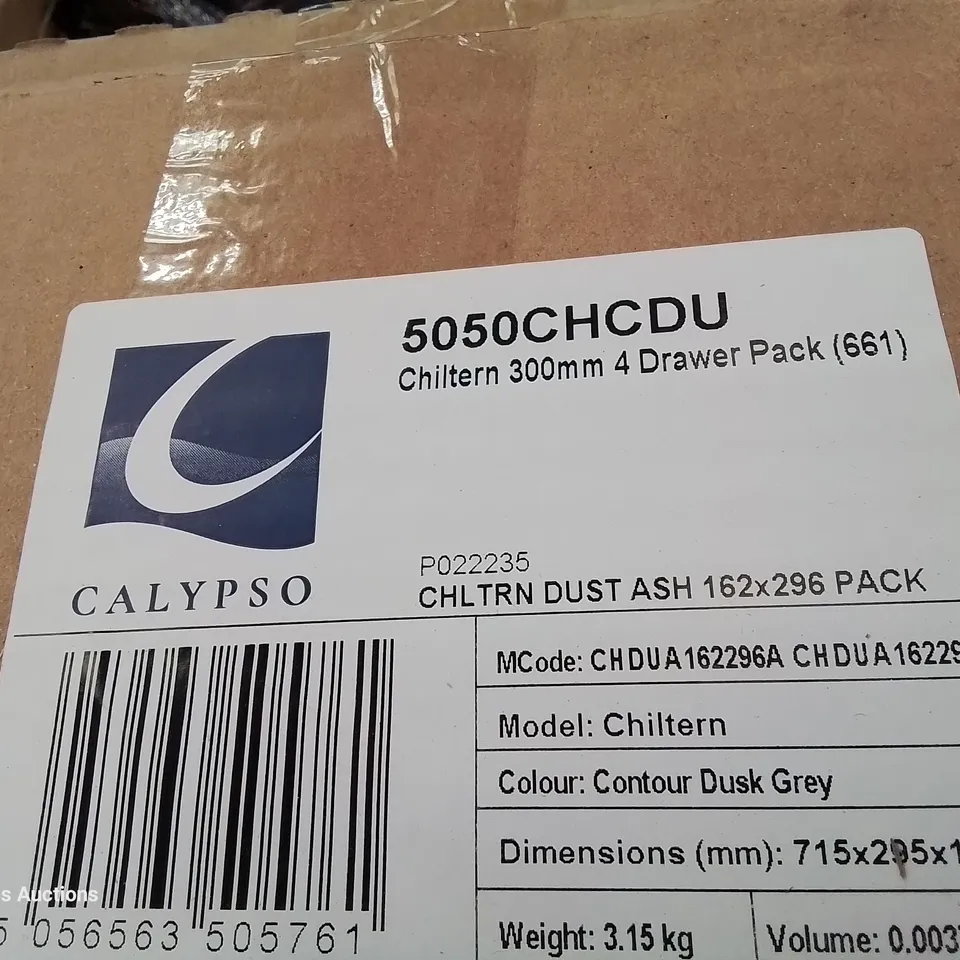 5050CHCDU
Chiltern 300mm 4 Drawer Pack (661)
CALYPSO
P022235
CHLTRN DUST ASH 162x296 PACK
MCode: CHDUA162296A CHDUA16229
Model: Chiltern
Colour: Contour Dusk Grey
Dimensions (mm): 715x295x1
Weight: 3.15 kg
Volume: 0.003
5 056563 505761
s Auctions